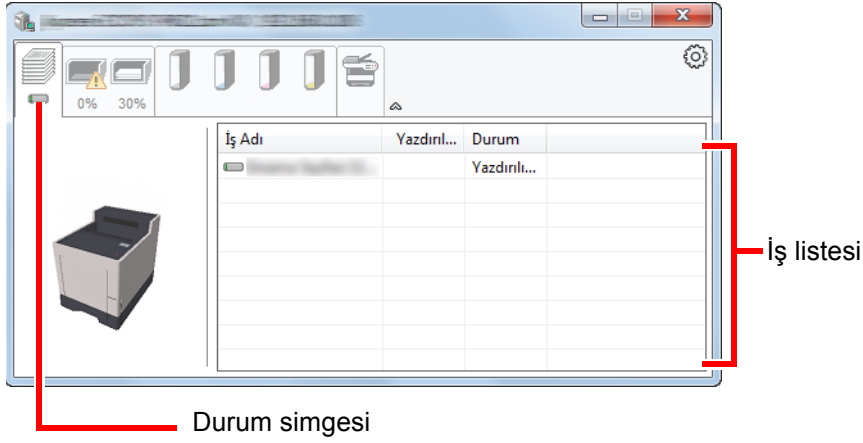 0% 30%
İş Adı Yazdırıl... Durum
Yazdırılı...
İş listesi
Durum simgesi